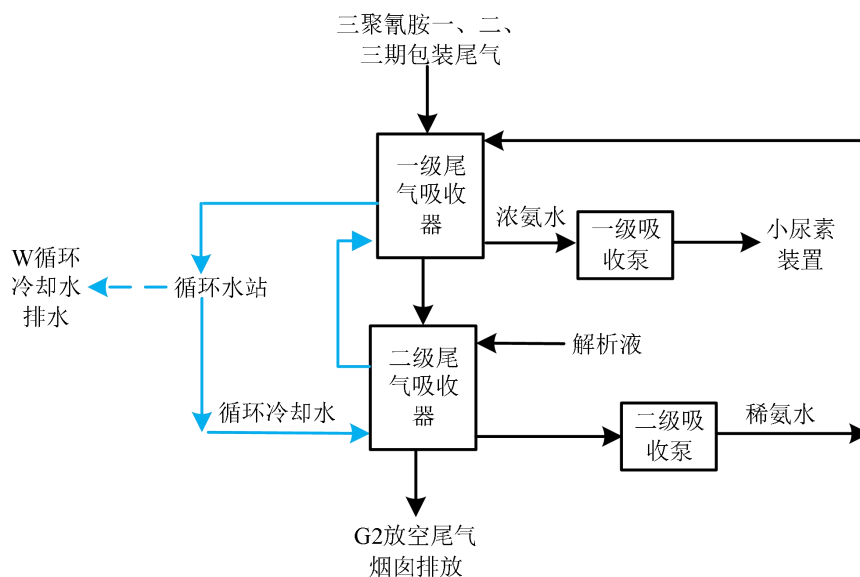 三聚氰胺一、二、
三期包装尾气
一级尾
气吸收
器
浓氨水
一级吸
收泵
小尿素
装置
W循环
冷却水
排水
循环水站
解析液
二级尾
气吸收
器
循环冷却水
二级吸
收泵
稀氨水
G2放空尾气
烟囱排放